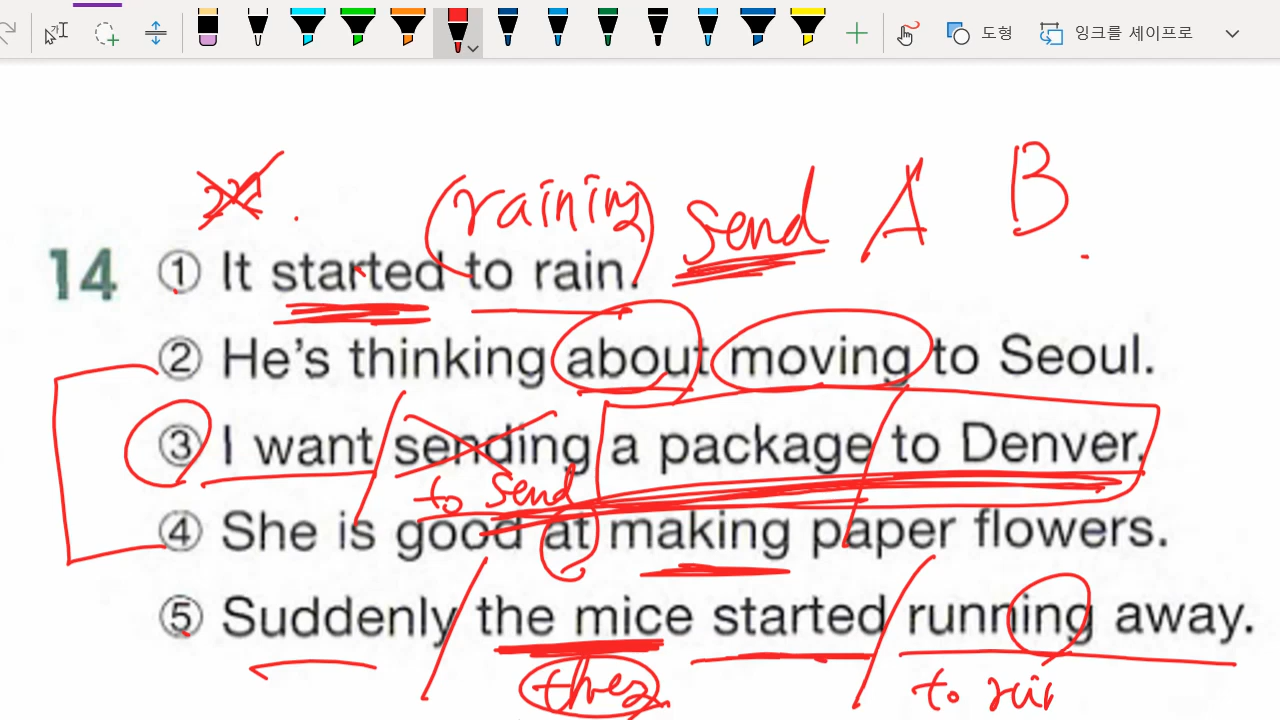 도형 잉크를 셰이프로
(raining) send A B
14 ① It started to rain.
② He's thinking about moving to Seoul.
③ I want sending a package to Denver.
to send
④ She is good at making paper flowers.
⑤ Suddenly the mice started running away.
they to run